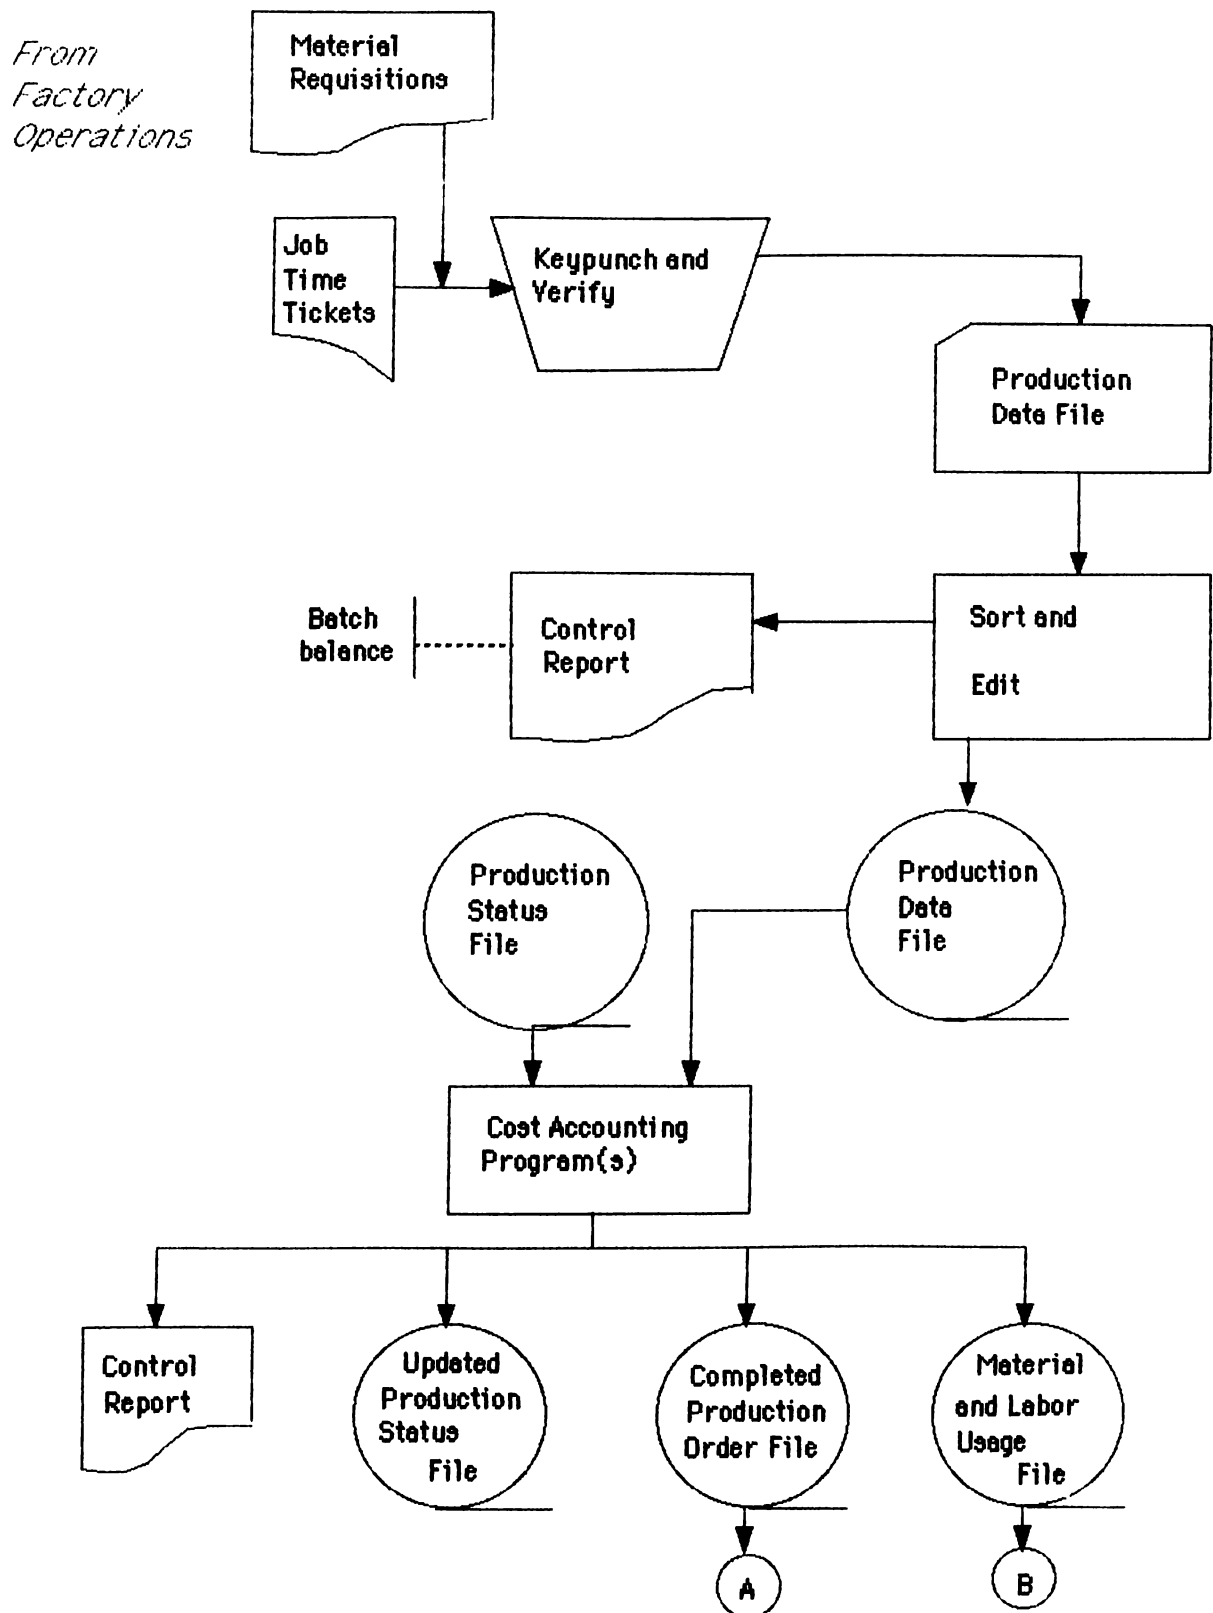 From
Factory
Operations
Material
Requisitions
Job
Time
Tickets
Keypunch and
Verify
Production
Data File
Batch
balance
Control
Report
Sort and
Edit
Production
Status
File
Production
Data
File
Cost Accounting
Program(s)
Control
Report
Updated
Production
Status
File
Completed
Production
Order File
Material
and Labor
Usage
File
A
B